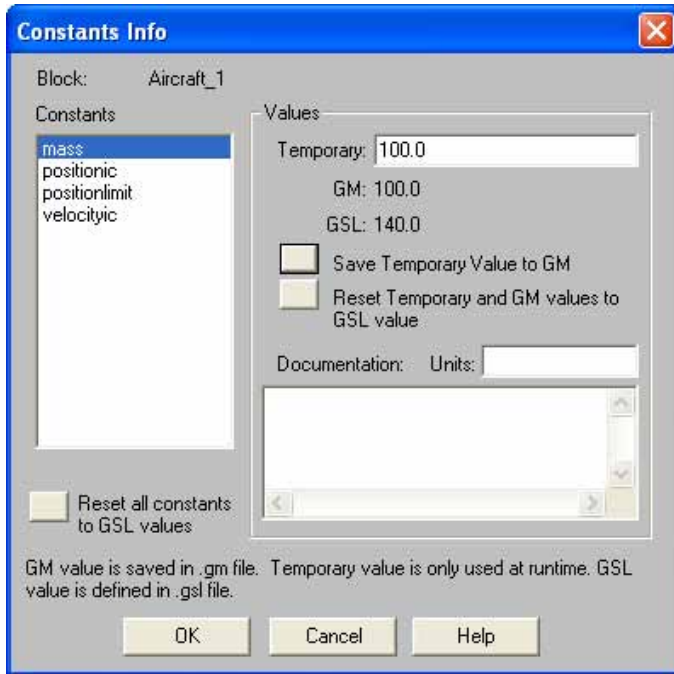 Constants Info
Block: Aircraft_1
Constants
mass
positionic
positionlimit
velocityic
Values
Temporary: 100.0
GM: 100.0
GSL: 140.0
Save Temporary Value to GM
Reset Temporary and GM values to
GSL value
Documentation: Units:
Reset all constants
to GSL values
GM value is saved in .gm file. Temporary value is only used at runtime. GSL
value is defined in .gsl file.
OK Cancel Help